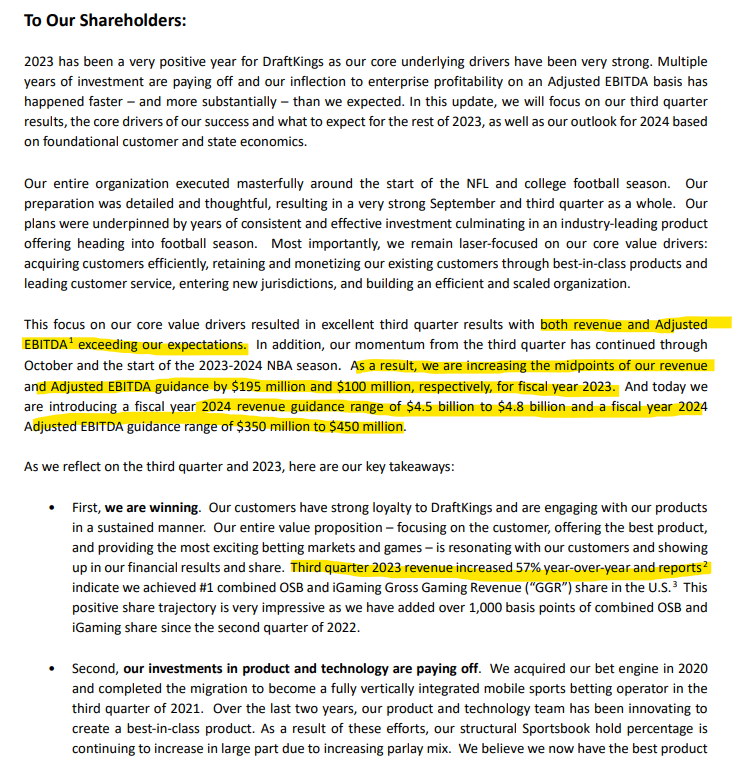 To Our Shareholders:
2023 has been a very positive year for DraftKings as our core underlying drivers have been very strong. Multiple
years of investment are paying off and our inflection to enterprise profitability on an Adjusted EBITDA basis has
happened faster – and more substantially – than we expected. In this update, we will focus on our third quarter
results, the core drivers of our success and what to expect for the rest of 2023, as well as our outlook for 2024 based
on foundational customer and state economics.
Our entire organization executed masterfully around the start of the NFL and college football season. Our
preparation was detailed and thoughtful, resulting in a very strong September and third quarter as a whole. Our
plans were underpinned by years of consistent and effective investment culminating in an industry-leading product
offering heading into football season. Most importantly, we remain laser-focused on our core value drivers:
acquiring customers efficiently, retaining and monetizing our existing customers through best-in-class products and
leading customer service, entering new jurisdictions, and building an efficient and scaled organization.
This focus on our core value drivers resulted in excellent third quarter results with both revenue and Adjusted
EBITDA¹ exceeding our expectations. In addition, our momentum from the third quarter has continued through
October and the start of the 2023-2024 NBA season. As a result, we are increasing the midpoints of our revenue
and Adjusted EBITDA guidance by $195 million and $100 million, respectively, for fiscal year 2023. And today we
are introducing a fiscal year 2024 revenue guidance range of $4.5 billion to $4.8 billion and a fiscal year 2024
Adjusted EBITDA guidance range of $350 million to $450 million.
As we reflect on the third quarter and 2023, here are our key takeaways:
• First, we are winning. Our customers have strong loyalty to DraftKings and are engaging with our products
in a sustained manner. Our entire value proposition – focusing on the customer, offering the best product,
and providing the most exciting betting markets and games – is resonating with our customers and showing
up in our financial results and share. Third quarter 2023 revenue increased 57% year-over-year and reports²
indicate we achieved #1 combined OSB and iGaming Gross Gaming Revenue (“GGR”) share in the U.S.³ This
positive share trajectory is very impressive as we have added over 1,000 basis points of combined OSB and
iGaming share since the second quarter of 2022.
• Second, our investments in product and technology are paying off. We acquired our bet engine in 2020
and completed the migration to become a fully vertically integrated mobile sports betting operator in the
third quarter of 2021. Over the last two years, our product and technology team has been innovating to
create a best-in-class product. As a result of these efforts, our structural Sportsbook hold percentage is
continuing to increase in large part due to increasing parlay mix. We believe we now have the best product